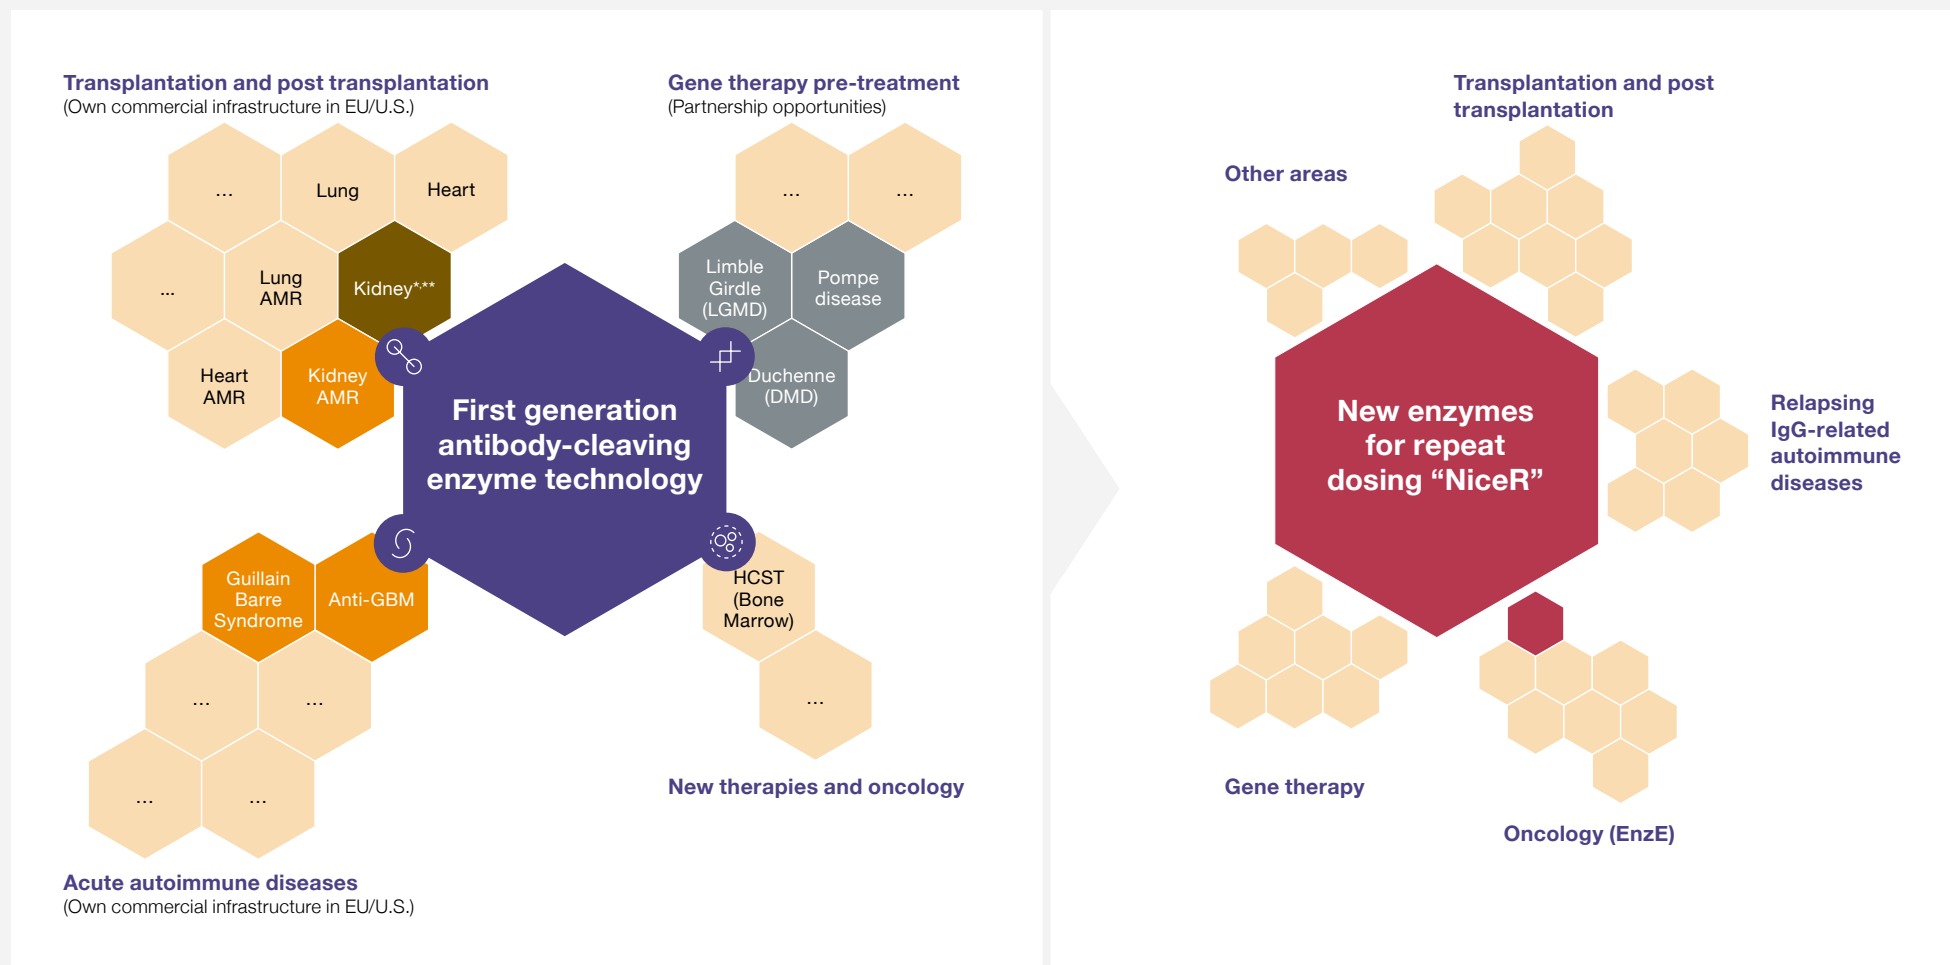 Transplantation and post transplantation
(Own commercial infrastructure in EU/U.S.)
...
Lung
Heart
...
Lung
AMR
Kidney*,**
Heart
AMR
Kidney
AMR
Gene therapy pre-treatment
(Partnership opportunities)
...
...
Limble
Girdle
(LGMD)
Pompe
disease
Duchenne
(DMD)
First generation
antibody-cleaving
enzyme technology
Guillain
Barre
Syndrome
Anti-GBM
...
...
...
...
Acute autoimmune diseases
(Own commercial infrastructure in EU/U.S.)
HCST
(Bone
Marrow)
...
New therapies and oncology
Transplantation and post
transplantation
Other areas
New enzymes
for repeat
dosing “NiceR”
Relapsing
IgG-related
autoimmune
diseases
Gene therapy
Oncology (EnzE)